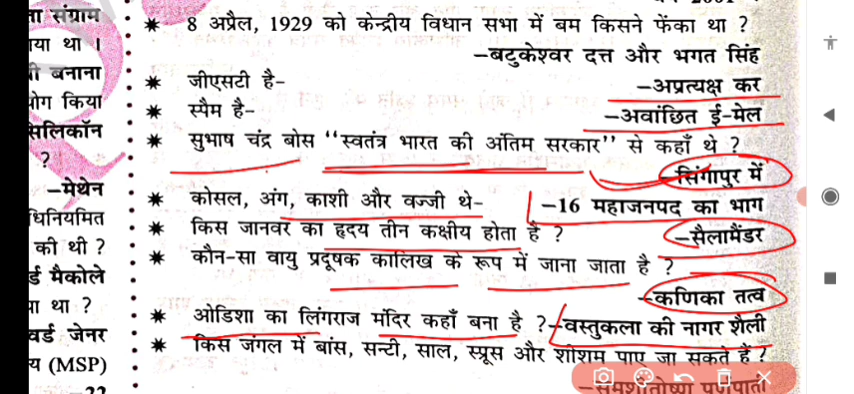 ता संग्राम
गया था ।
बनाना
योग किया
सिलिकॉन
?
–मेथेन
धिनियमित
की थी ?
र्ड मैकोले
था ?
वर्ड जेनर
य (MSP)
* 8 अप्रैल, 1929 को केन्द्रीय विधान सभा में बम किसने फेंका था ?
–बटुकेश्वर दत्त और भगत सिंह
* जीएसटी है-
–अप्रत्यक्ष कर
* स्पैम है-
–अवांछित ई-मेल
* सुभाष चंद्र बोस "स्वतंत्र भारत की अंतिम सरकार" से कहाँ थे ?
–सिंगापुर में
* कोसल, अंग, काशी और वज्जी थे- –16 महाजनपद का भाग
* किस जानवर का हृदय तीन कक्षीय होता है ? –सैलामैंडर
* कौन-सा वायु प्रदूषक कालिख के रूप में जाना जाता है ?
–कणिका तत्व
* ओडिशा का लिंगराज मंदिर कहाँ बना है ? –वस्तुकला की नागर शैली
* किस जंगल में बांस, सन्टी, साल, स्प्रूस और शीशम पाए जा सकते हैं ?